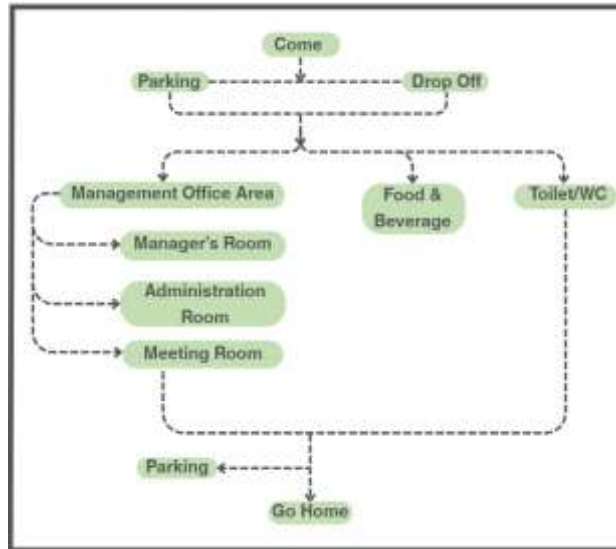 Come
Parking
Drop Off
Management Office Area
Food &
Beverage
Toilet/WC
Manager's Room
Administration
Room
Meeting Room
Parking
Go Home